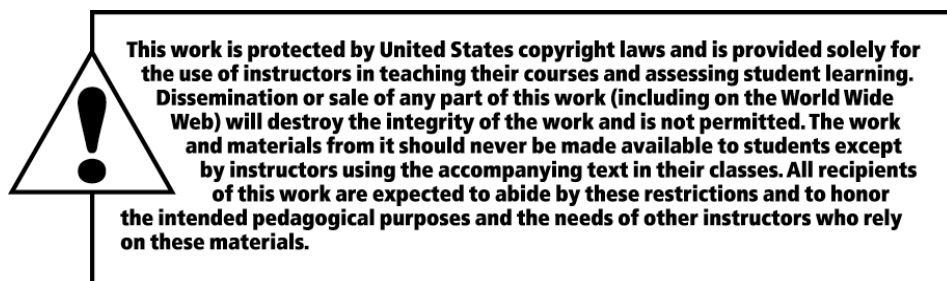 This work is protected by United States copyright laws and is provided solely for
the use of instructors in teaching their courses and assessing student learning.
Dissemination or sale of any part of this work (including on the World Wide
Web) will destroy the integrity of the work and is not permitted. The work
and materials from it should never be made available to students except
by instructors using the accompanying text in their classes. All recipients
of this work are expected to abide by these restrictions and to honor
the intended pedagogical purposes and the needs of other instructors who rely
on these materials.